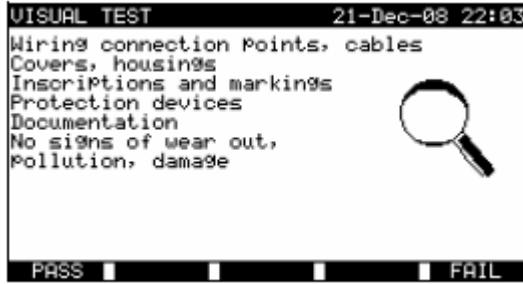 VISUAL TEST 21-Dec-08 22:03
Wiring connection points, cables
Covers, housings
Inscriptions and markings
Protection devices
Documentation
No signs of wear out,
pollution, damage
PASS FAIL